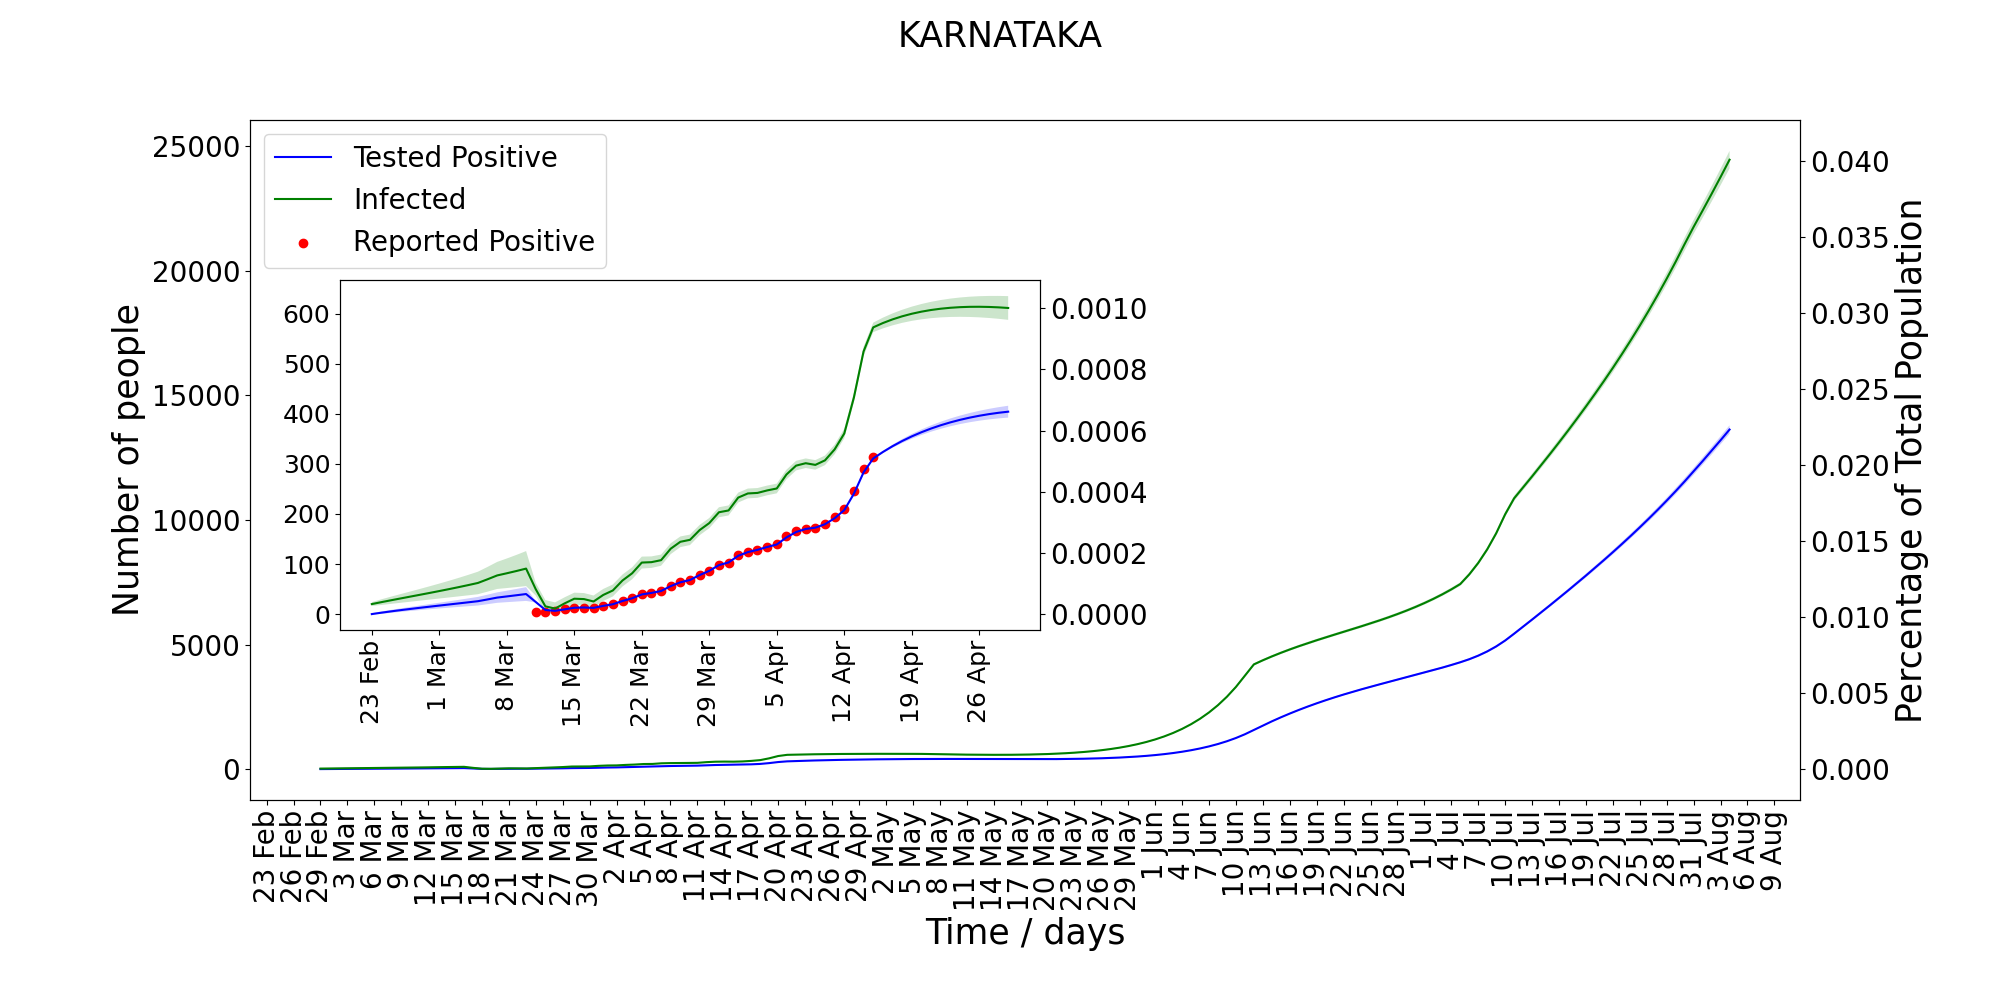 KARNATAKA
25000
20000
15000
10000
5000
0
Number of people
Tested Positive
Infected
Reported Positive
600
500
400
300
200
100
0
0.0010
0.0008
0.0006
0.0004
0.0002
0.0000
23 Feb
1 Mar
8 Mar
15 Mar
22 Mar
29 Mar
5 Apr
12 Apr
19 Apr
26 Apr
0.040
0.035
0.030
0.025
0.020
0.015
0.010
0.005
0.000
Percentage of Total Population
23 Feb
26 Feb
29 Feb
3 Mar
6 Mar
9 Mar
12 Mar
15 Mar
18 Mar
21 Mar
24 Mar
27 Mar
30 Mar
2 Apr
5 Apr
8 Apr
11 Apr
14 Apr
17 Apr
20 Apr
23 Apr
26 Apr
29 Apr
2 May
5 May
8 May
11 May
14 May
17 May
20 May
23 May
26 May
29 May
1 Jun
4 Jun
7 Jun
10 Jun
13 Jun
16 Jun
19 Jun
22 Jun
25 Jun
28 Jun
1 Jul
4 Jul
7 Jul
10 Jul
13 Jul
16 Jul
19 Jul
22 Jul
25 Jul
28 Jul
31 Jul
3 Aug
6 Aug
9 Aug
Time / days